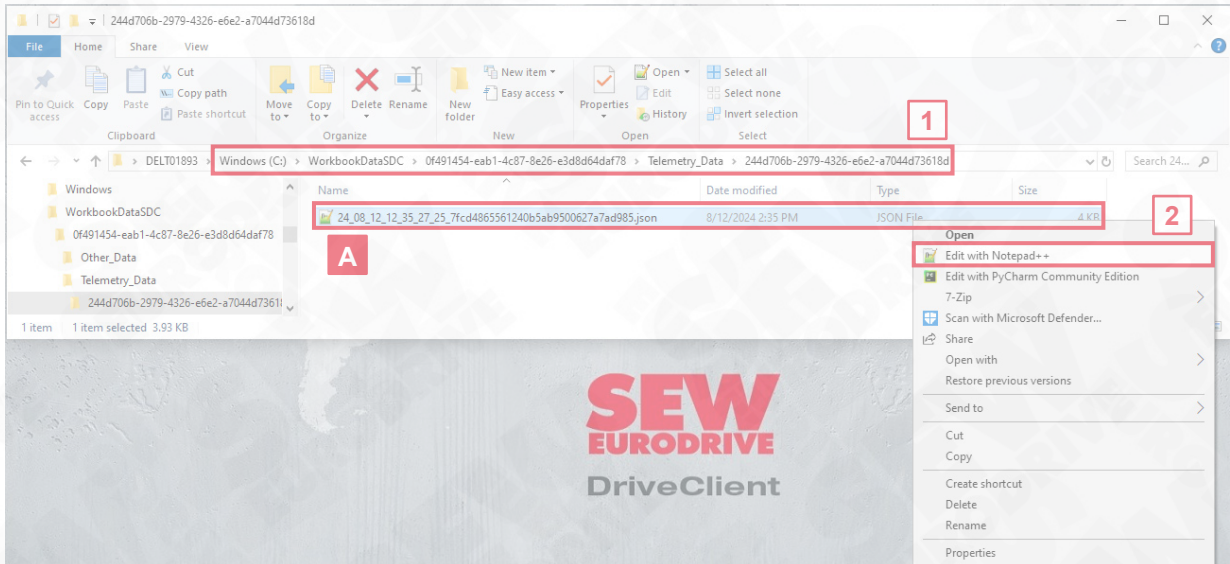 244d706b-2979-4326-e6e2-a7044d73618d
File Home Share View
Pin to Quick access
Copy
Paste
Cut
Copy path
Paste shortcut
Move to
Copy to
Delete
Rename
New folder
New item
Easy access
Properties
Open
Edit
History
Select all
Select none
Invert selection
Clipboard Organize New Open Select
1
DELT01893 > Windows (C:) > WorkbookDataSDC > 0f491454-eab1-4c87-8e26-e3d8d64daf78 > Telemetry_Data > 244d706b-2979-4326-e6e2-a7044d73618d
Search 24...
Windows
WorkbookDataSDC
0f491454-eab1-4c87-8e26-e3d8d64daf78
Other_Data
Telemetry_Data
244d706b-2979-4326-e6e2-a7044d7361
Name Date modified Type Size
24_08_12_12_35_27_25_7fcd4865561240b5ab9500627a7ad985.json 8/12/2024 2:35 PM JSON File 4 KB
A
2
1 item 1 item selected 3.93 KB
Open
Edit with Notepad++
Edit with PyCharm Community Edition
7-Zip
Scan with Microsoft Defender...
Share
Open with
Restore previous versions
Send to
Cut
Copy
Create shortcut
Delete
Rename
Properties
SEW
EURODRIVE
DriveClient